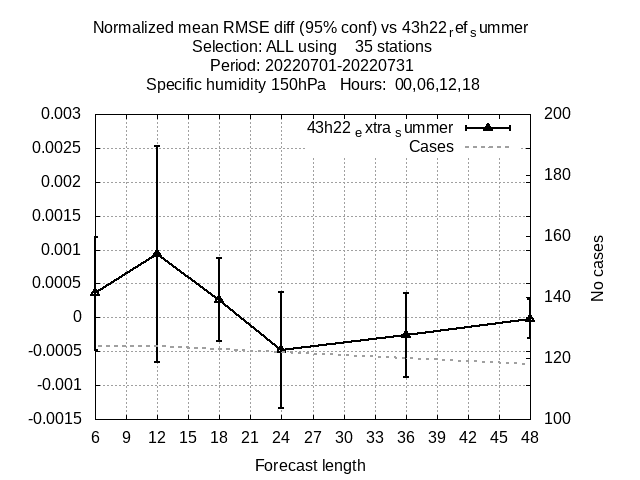 Normalized mean RMSE diff (95% conf) vs 43h22refsummer
Selection: ALL using 35 stations
Period: 20220701-20220731
Specific humidity 150hPa Hours: 00,06,12,18
43h22extrasummer
Cases
0.003
0.0025
0.002
0.0015
0.001
0.0005
0
-0.0005
-0.001
-0.0015
200
180
160
140
120
100
No cases
6 9 12 15 18 21 24 27 30 33 36 39 42 45 48
Forecast length